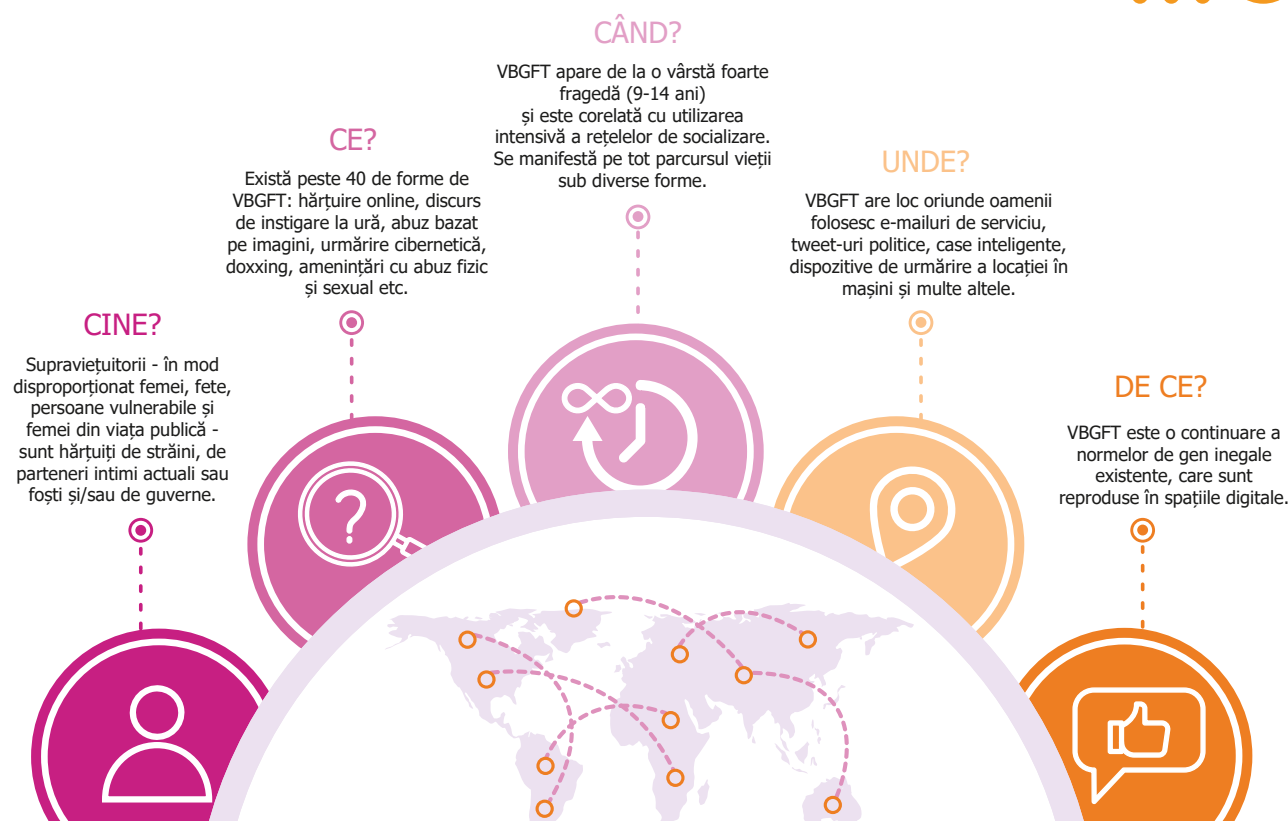 CINE?
Supraviețuitorii - în mod
disproporționat femei, fete,
persoane vulnerabile și
femei din viața publică -
sunt hărțuiți de străini, de
parteneri intimi actuali sau
foști și/sau de guverne.
CE?
Există peste 40 de forme de
VBGFT: hărțuire online, discurs
de instigare la ură, abuz bazat
pe imagini, urmărire cibernetică,
doxxing, amenințări cu abuz fizic
și sexual etc.
CÂND?
VBGFT apare de la o vârstă foarte
fragedă (9-14 ani)
și este corelată cu utilizarea
intensivă a rețelelor de socializare.
Se manifestă pe tot parcursul vieții
sub diverse forme.
UNDE?
VBGFT are loc oriunde oamenii
folosesc e-mailuri de serviciu,
tweet-uri politice, case inteligente,
dispozitive de urmărire a locației în
mașini și multe altele.
DE CE?
VBGFT este o continuare a
normelor de gen inegale
existente, care sunt
reproduse în spațiile digitale.
?